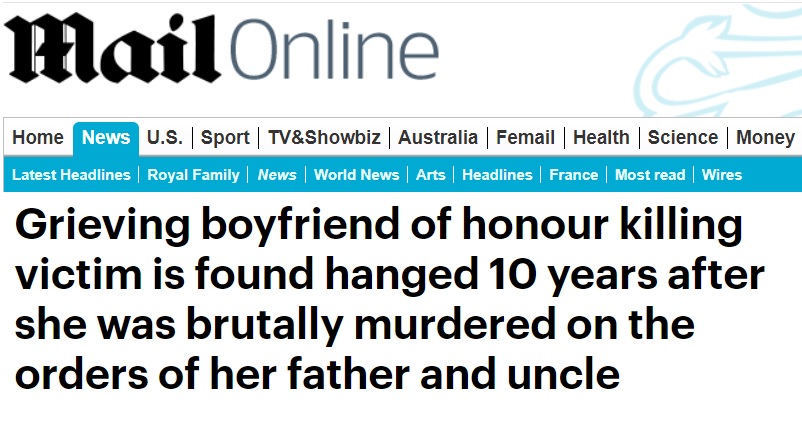 Mail Online
Home News U.S. Sport TV&Showbiz Australia Femail Health Science Money
Latest Headlines Royal Family News World News Arts Headlines France Most read Wires
Grieving boyfriend of honour killing
victim is found hanged 10 years after
she was brutally murdered on the
orders of her father and uncle